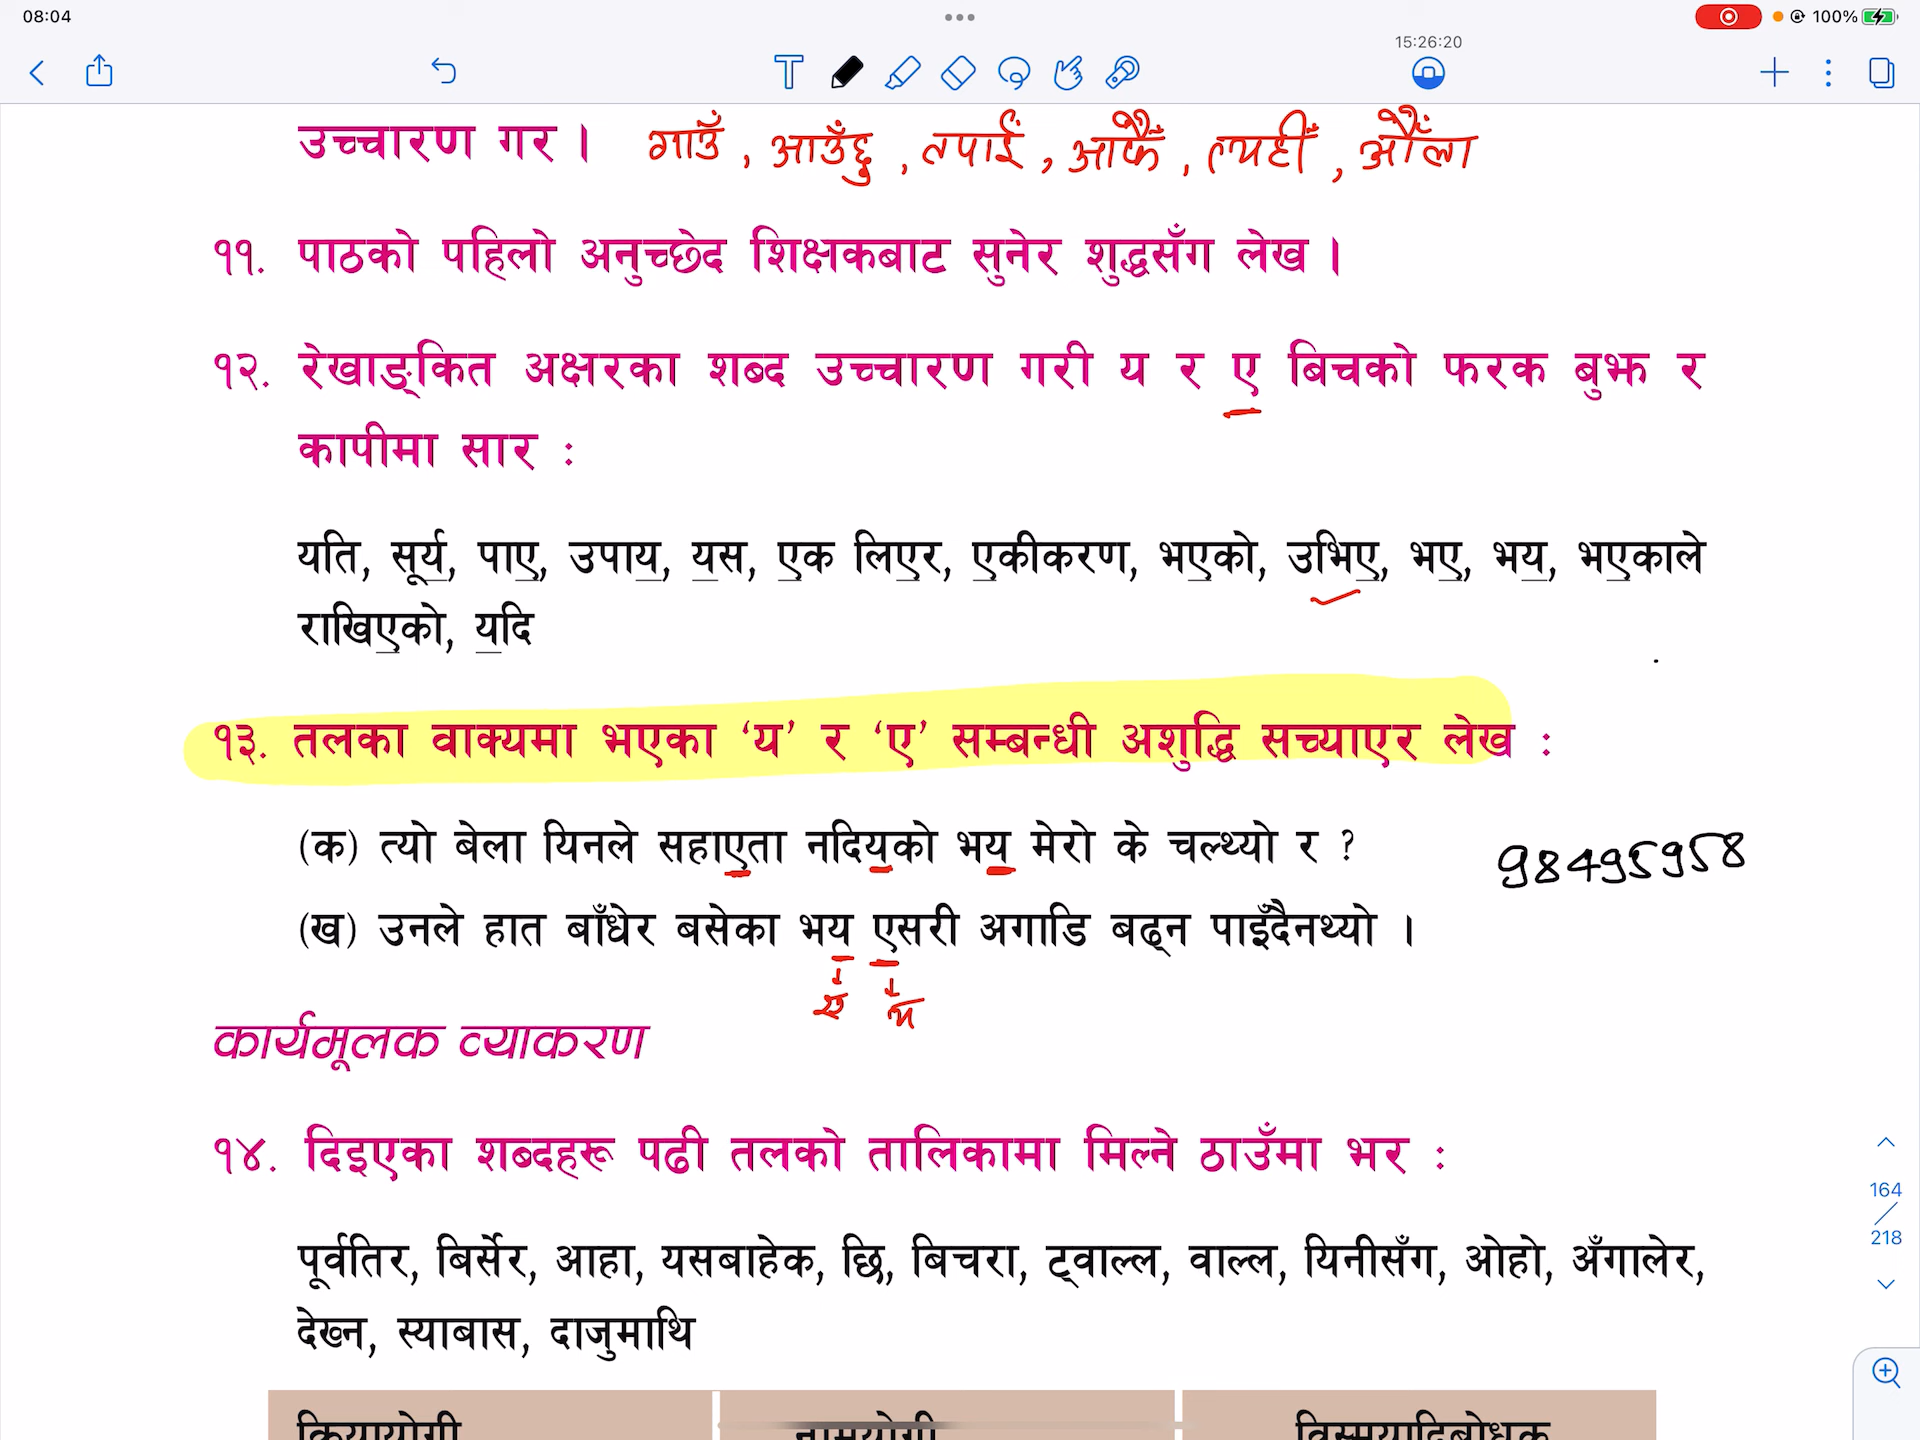 08:04
100%
15:26:20
उच्चारण गर । गाउँ , आउँछु , तपाईं , आफैँ , त्यहीँ , औँला
११. पाठको पहिलो अनुच्छेद शिक्षकबाट सुनेर शुद्धसँग लेख ।
१२. रेखाङ्कित अक्षरका शब्द उच्चारण गरी य र ए बिचको फरक बुझ र
कापीमा सार :
यति, सूर्य, पाए, उपाय, यस, एक लिएर, एकीकरण, भएको, उभिए, भए, भय, भएकाले
राखिएको, यदि
१३. तलका वाक्यमा भएका ‘य’ र ‘ए’ सम्बन्धी अशुद्धि सच्याएर लेख :
(क) त्यो बेला यिनले सहाएता नदियको भय मेरो के चल्थ्यो र ?
98495958
(ख) उनले हात बाँधेर बसेका भय एसरी अगाडि बढ्न पाइँदैनथ्यो ।
ए य
कार्यमूलक व्याकरण
१४. दिइएका शब्दहरू पढी तलको तालिकामा मिल्ने ठाउँमा भर :
पूर्वतिर, बिर्सेर, आहा, यसबाहेक, छि, बिचरा, ट्वाल्ल, वाल्ल, यिनीसँग, ओहो, अँगालेर,
देख्न, स्याबास, दाजुमाथि
164
218
क्रियायोगी नामयोगी विस्मयादिबोधक